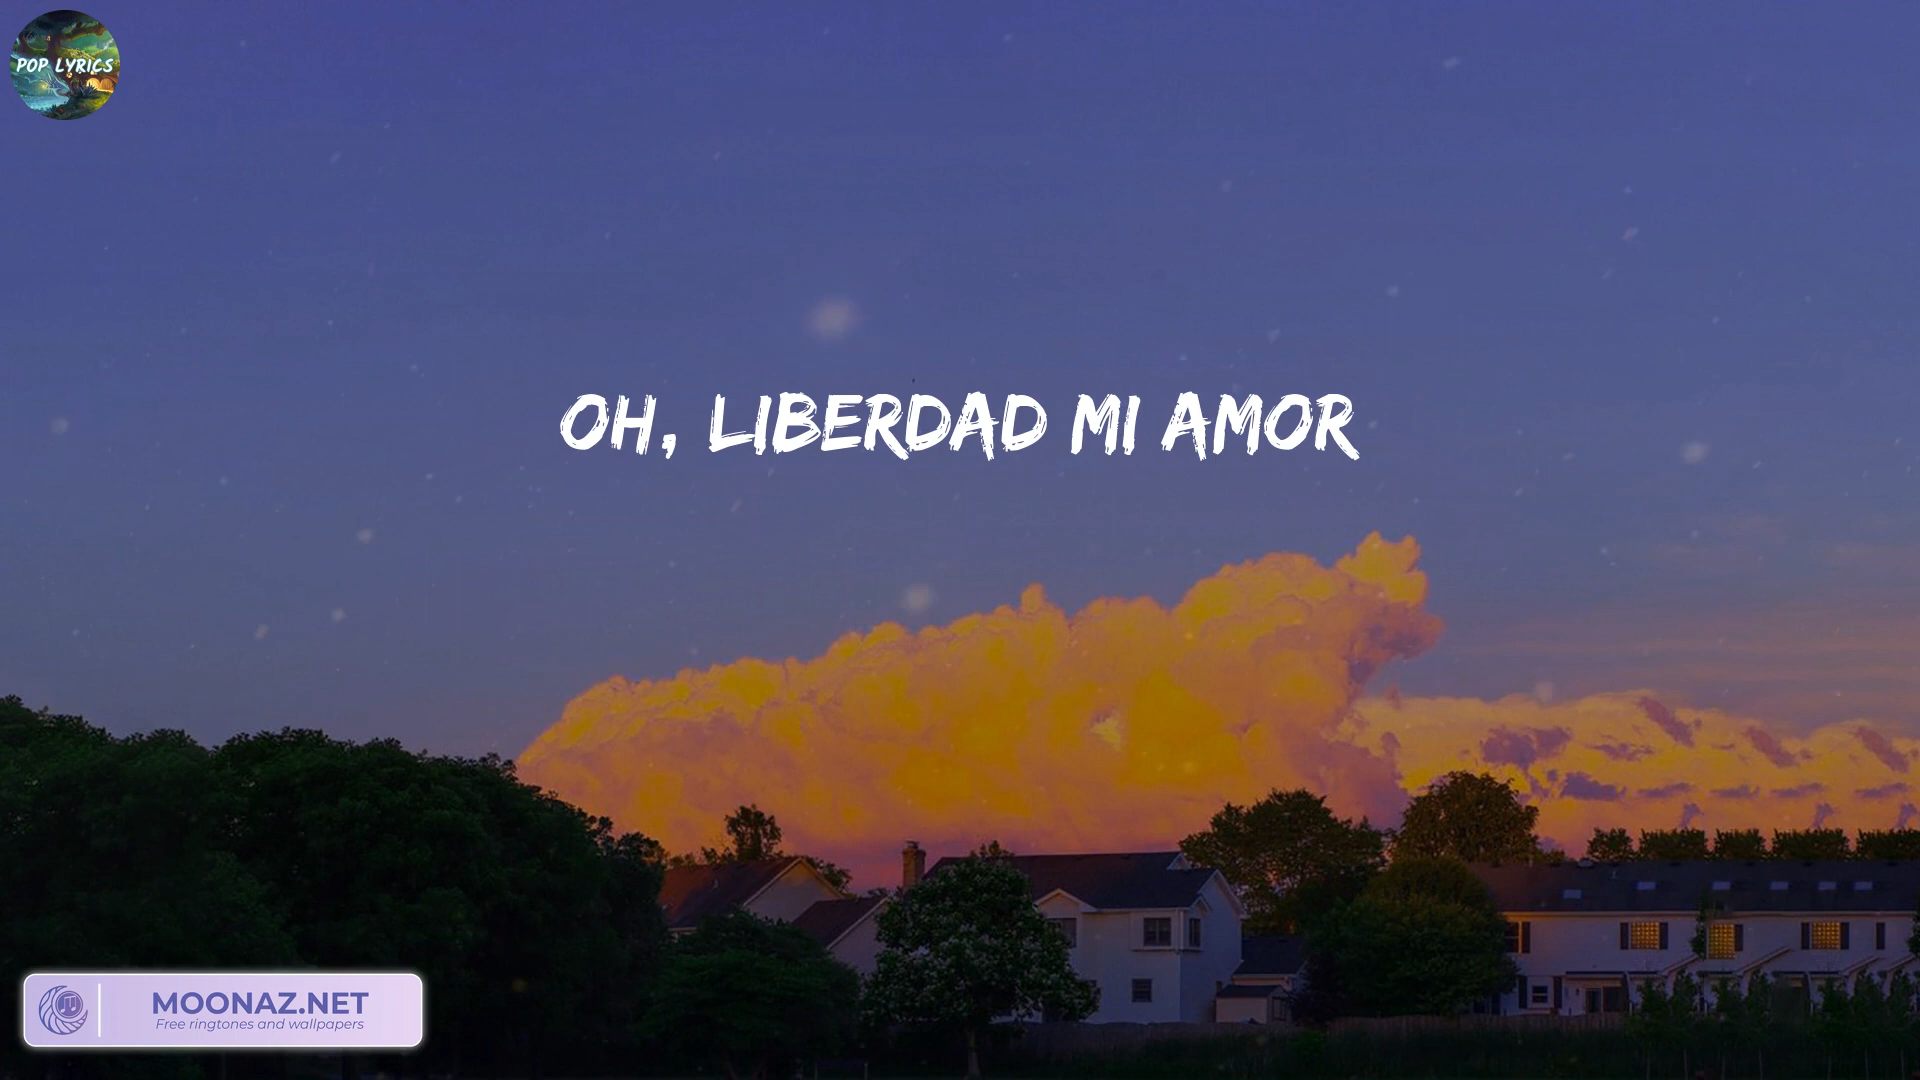 POP LYRICS
OH, LIBERDAD MI AMOR
MOONAZ.NET
Free ringtones and wallpapers